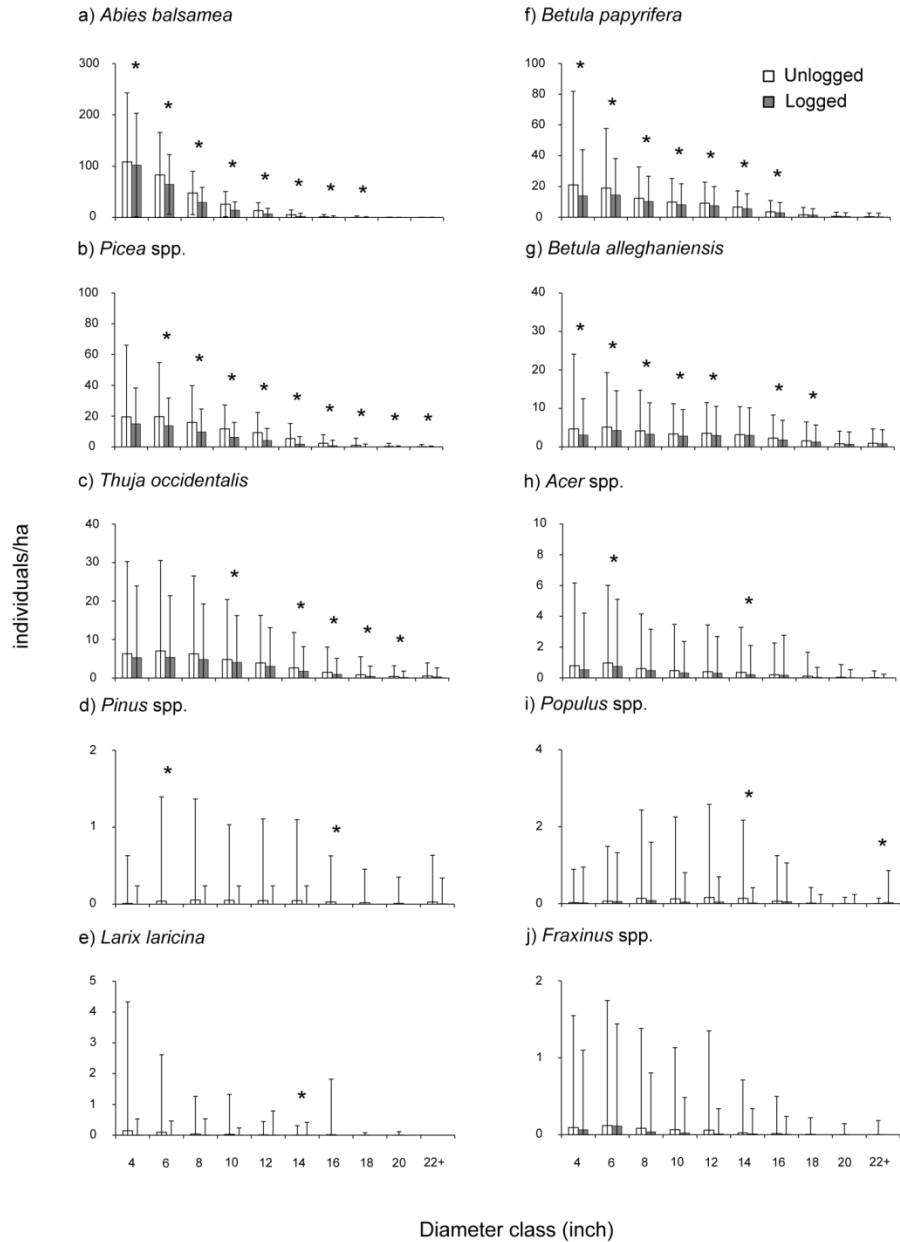 a) Abies balsamea
300
200
100
0
* * * * * * * *
b) Picea spp.
100
80
60
40
20
0
* * * * * * * * *
c) Thuja occidentalis
40
30
20
10
0
* * * * *
d) Pinus spp.
2
1
0
* *
e) Larix laricina
5
4
3
2
1
0
*
4 6 8 10 12 14 16 18 20 22+
f) Betula papyrifera
100
80
60
40
20
0
* * * * * * *
Unlogged
Logged
g) Betula alleghaniensis
40
30
20
10
0
* * * * * * *
h) Acer spp.
10
8
6
4
2
0
* *
i) Populus spp.
4
2
0
* *
j) Fraxinus spp.
2
1
0
4 6 8 10 12 14 16 18 20 22+
individuals/ha
Diameter class (inch)